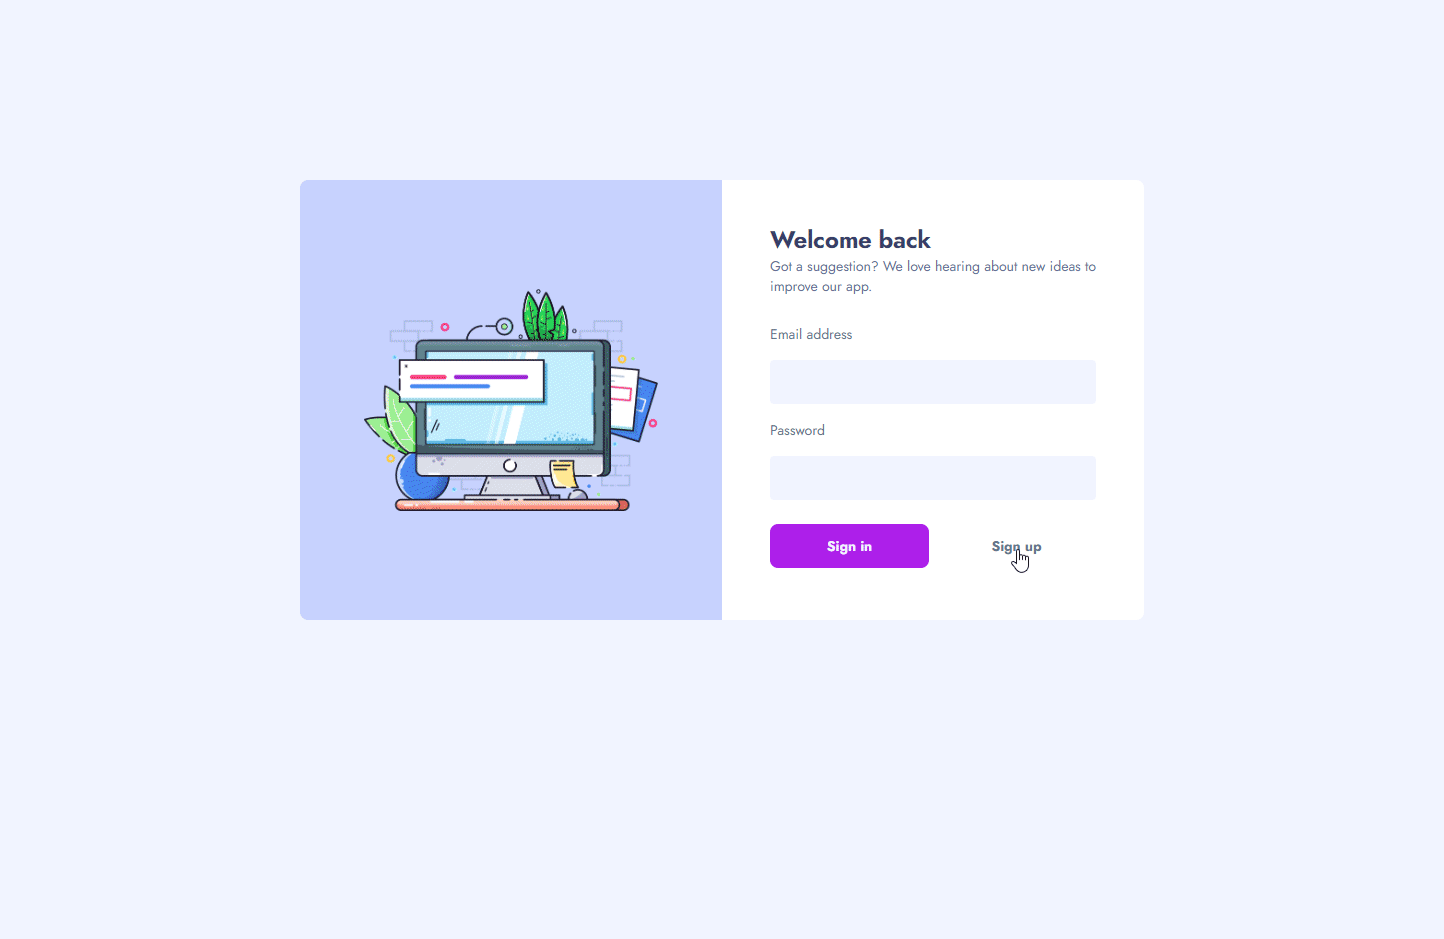 Welcome back
Got a suggestion? We love hearing about new ideas to
improve our app.
Email address
Password
Sign in
Sign up